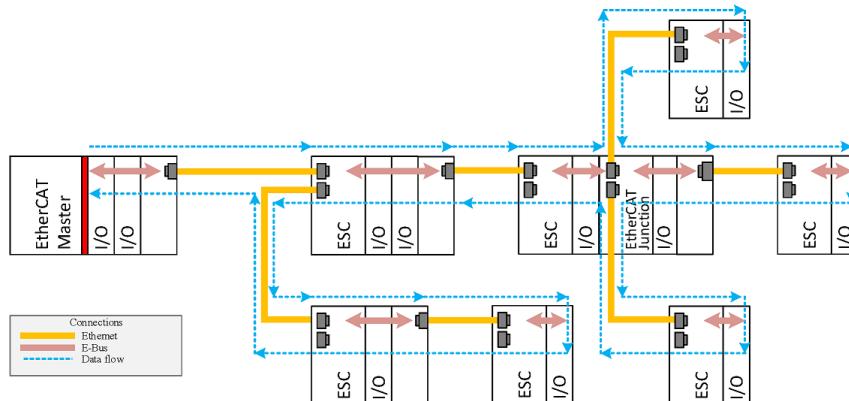 ESC
I/O
EtherCAT
Master
I/O
I/O
ESC
I/O
I/O
ESC
I/O
EtherCAT
Junction
I/O
ESC
I/O
Connections
Ethernet
E-Bus
Data flow
ESC
I/O
ESC
I/O
ESC
I/O